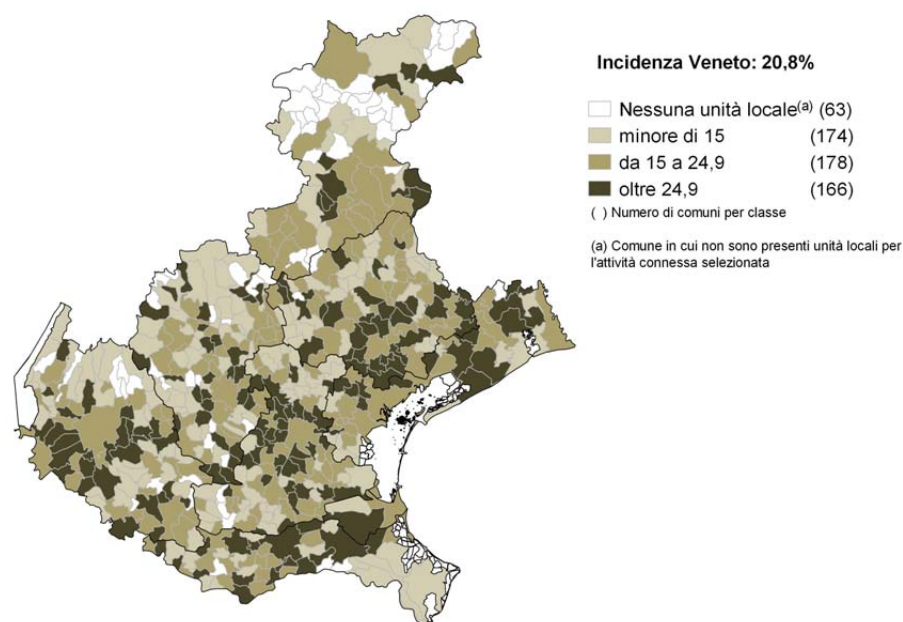 Incidenza Veneto: 20,8%
Nessuna unità locale(a) (63)
minore di 15 (174)
da 15 a 24,9 (178)
oltre 24,9 (166)
( ) Numero di comuni per classe
(a) Comune in cui non sono presenti unità locali per
l'attività connessa selezionata